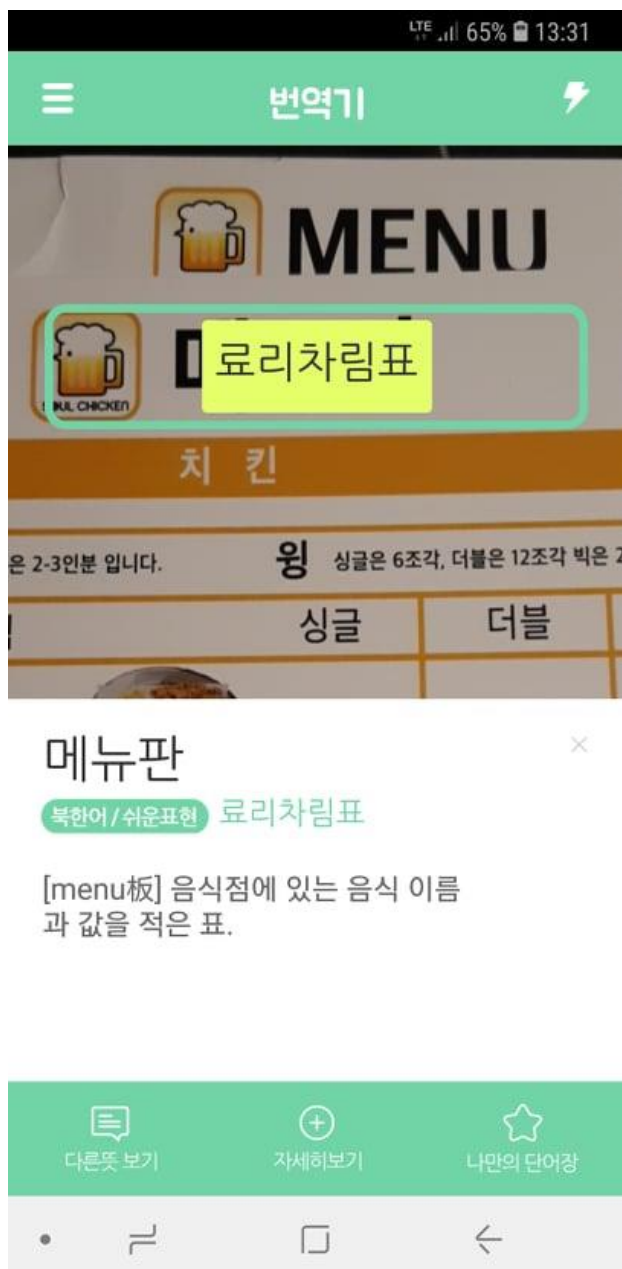 LTE 65% 13:31
번역기
MENU
료리차림표
SOUL CHICKEN
치 킨
은 2-3인분 입니다.
윙 싱글은 6조각, 더블은 12조각 빅은 2
싱글 더블
메뉴판
북한어/쉬운표현 료리차림표
[menu板] 음식점에 있는 음식 이름
과 값을 적은 표.
다른뜻 보기 자세히보기 나만의 단어장